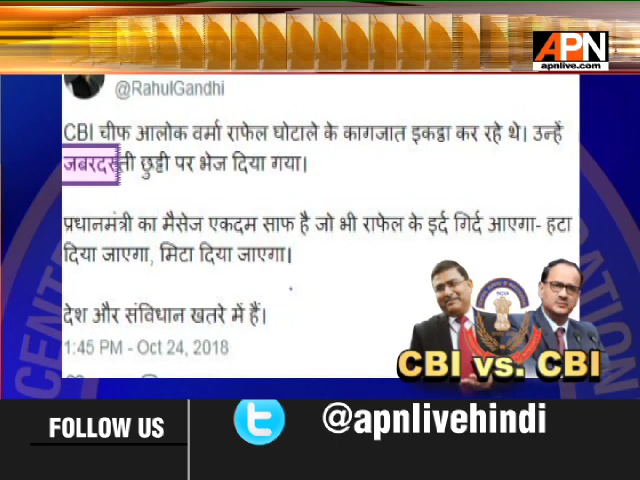 APN
apnlive.com
@RahulGandhi
CBI चीफ आलोक वर्मा राफेल घोटाले के कागजात इकट्ठा कर रहे थे। उन्हें
जबरदस्ती छुट्टी पर भेज दिया गया।
प्रधानमंत्री का मैसेज एकदम साफ है जो भी राफेल के इर्द गिर्द आएगा- हटा
दिया जाएगा, मिटा दिया जाएगा।
देश और संविधान खतरे में हैं।
1:45 PM - Oct 24, 2018
CBI vs. CBI
FOLLOW US
@apnlivehindi